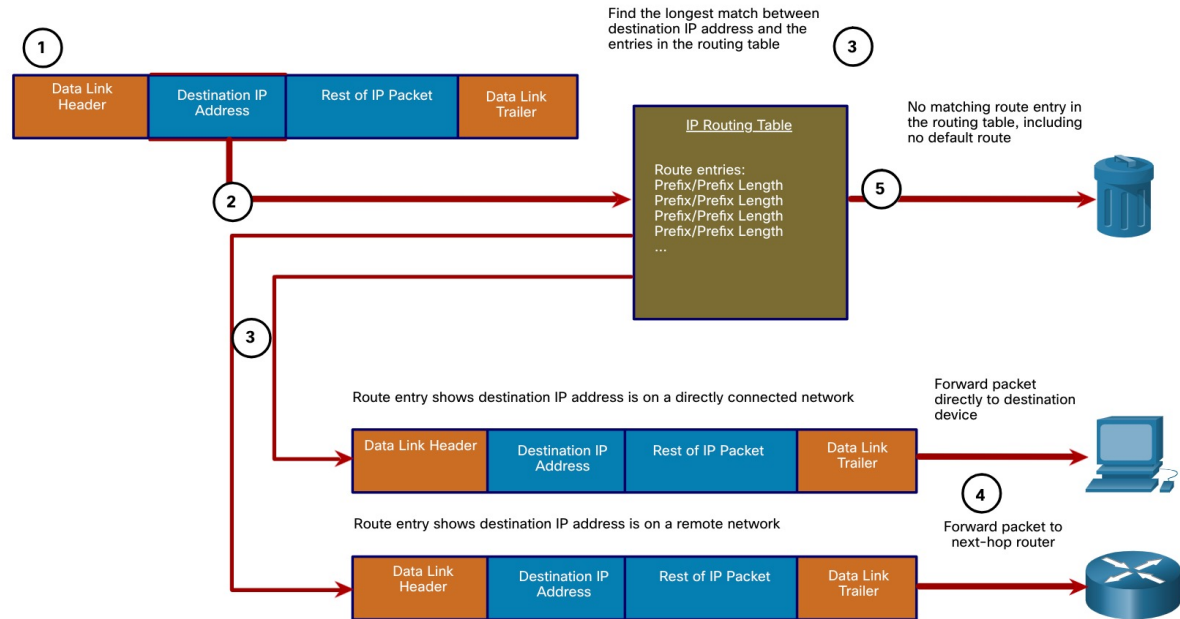 1
Find the longest match between
destination IP address and the
entries in the routing table
3
Data Link
Header
Destination IP
Address
Rest of IP Packet
Data Link
Trailer
No matching route entry in
the routing table, including
no default route
IP Routing Table
Route entries:
Prefix/Prefix Length
Prefix/Prefix Length
Prefix/Prefix Length
Prefix/Prefix Length
...
2
5
3
Route entry shows destination IP address is on a directly connected network
Forward packet
directly to destination
device
Data Link Header
Destination IP
Address
Rest of IP Packet
Data Link
Trailer
4
Route entry shows destination IP address is on a remote network
Forward packet to
next-hop router
Data Link
Header
Destination IP
Address
Rest of IP Packet
Data Link
Trailer